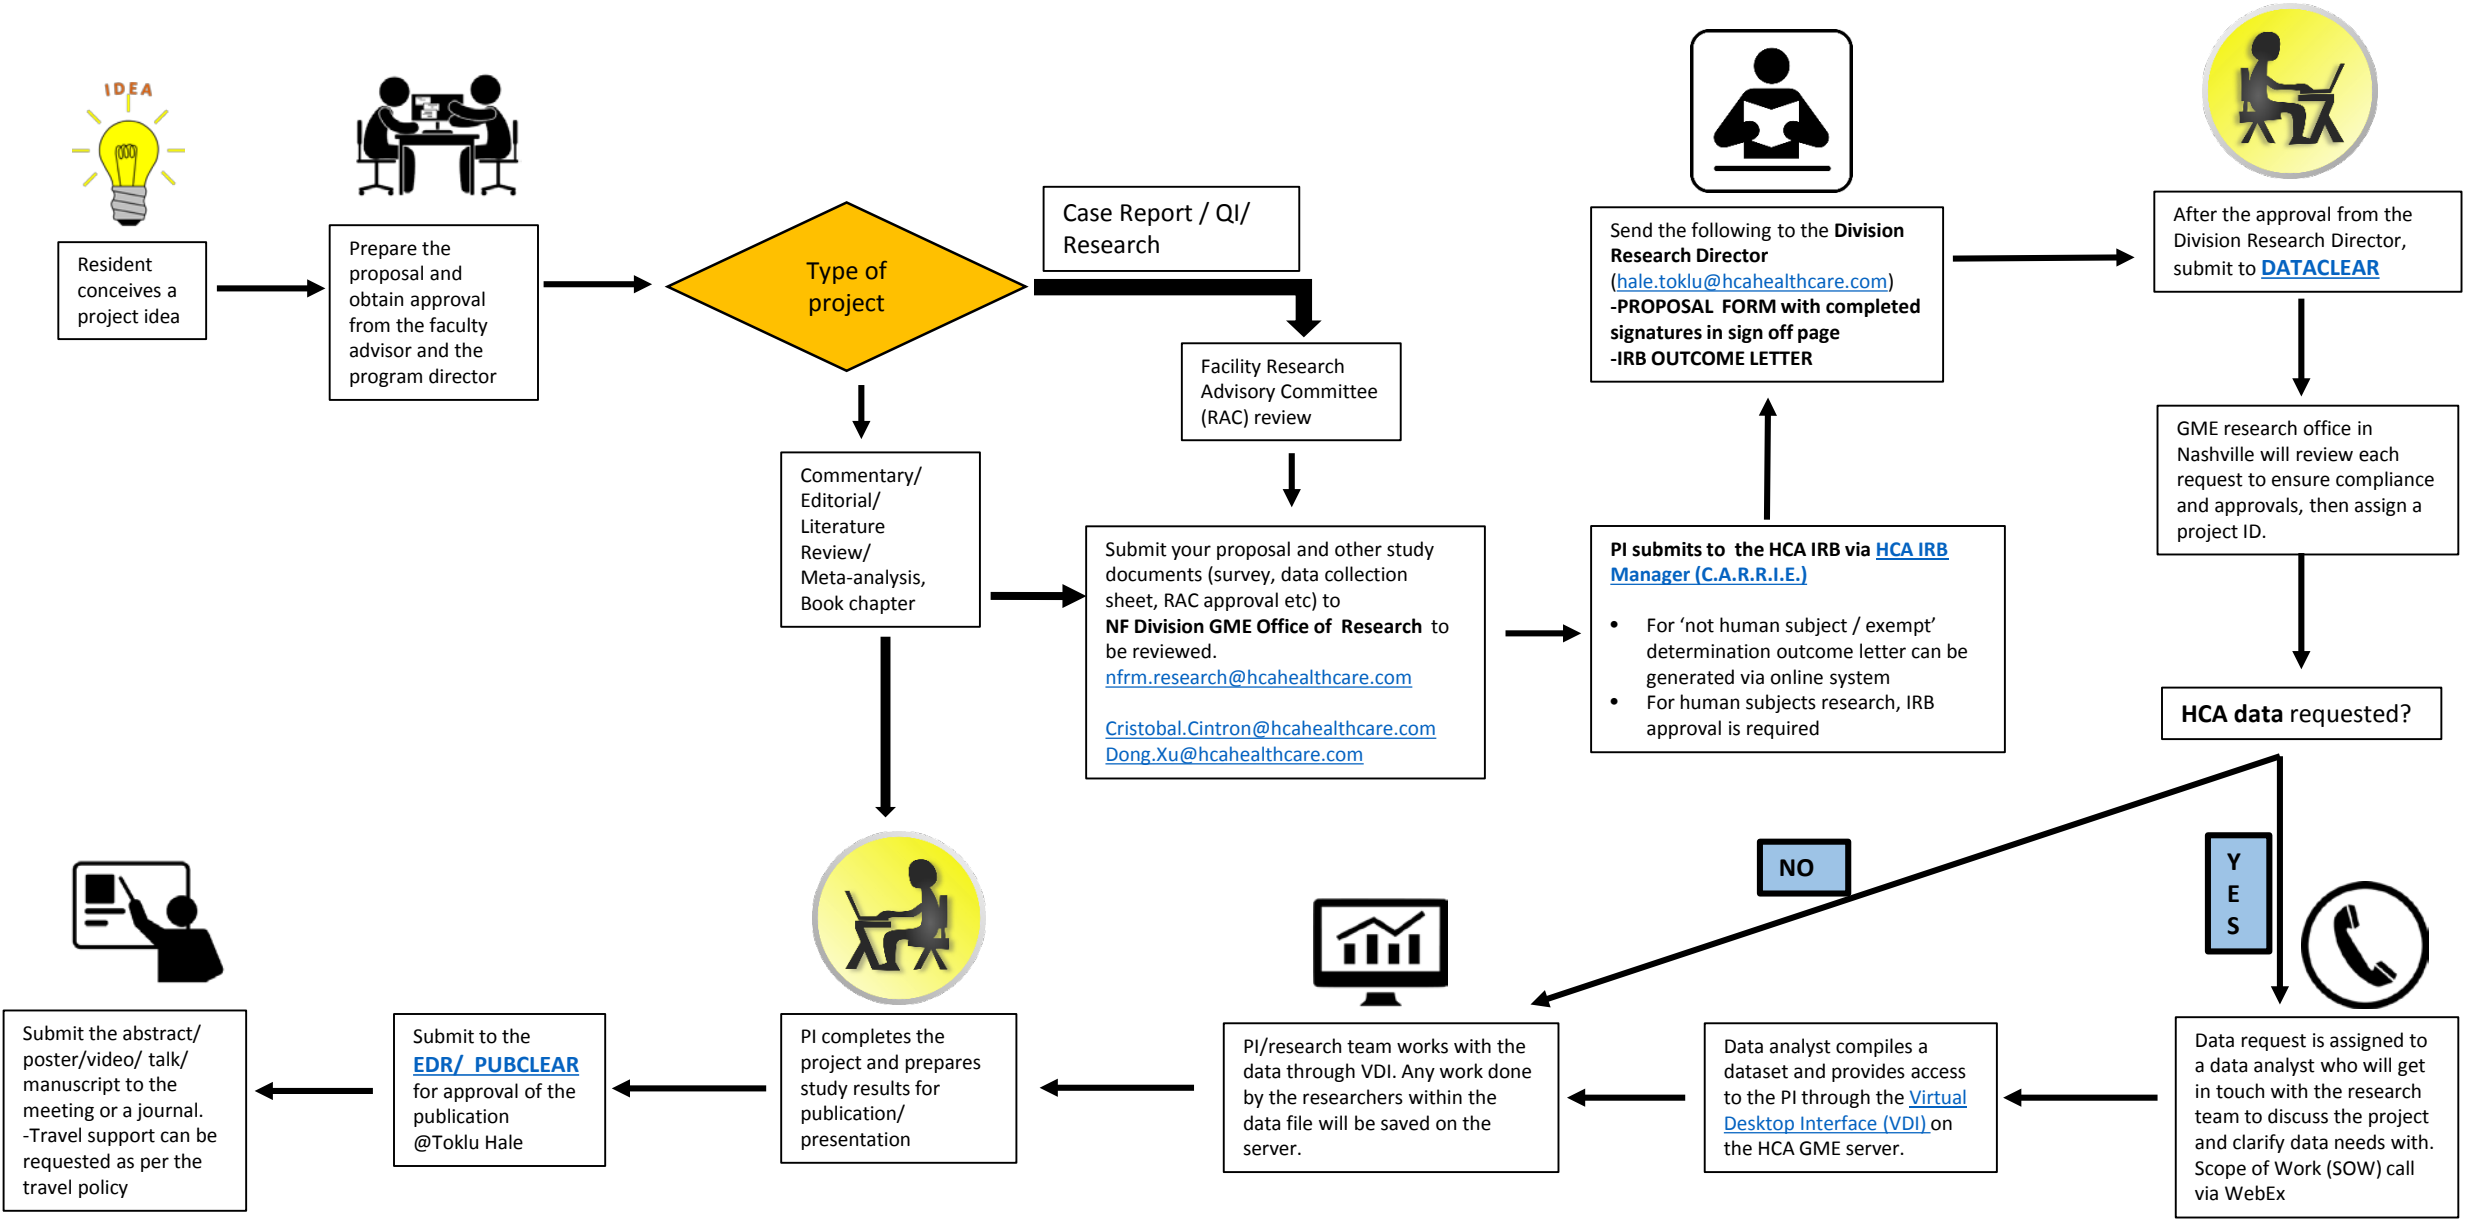 IDEA
Resident
conceives a
project idea
Prepare the
proposal and
obtain approval
from the faculty
advisor and the
program director
Type of
project
Case Report / QI/
Research
Facility Research
Advisory Committee
(RAC) review
Commentary/
Editorial/
Literature
Review/
Meta-analysis,
Book chapter
Submit your proposal and other study
documents (survey, data collection
sheet, RAC approval etc) to
NF Division GME Office of Research to
be reviewed.
nfrm.research@hcahealthcare.com
Cristobal.Cintron@hcahealthcare.com
Dong.Xu@hcahealthcare.com
PI submits to the HCA IRB via HCA IRB
Manager (C.A.R.R.I.E.)
• For ‘not human subject / exempt’
determination outcome letter can be
generated via online system
• For human subjects research, IRB
approval is required
Send the following to the Division
Research Director
(hale.toklu@hcahealthcare.com)
-PROPOSAL FORM with completed
signatures in sign off page
-IRB OUTCOME LETTER
After the approval from the
Division Research Director,
submit to DATACLEAR
GME research office in
Nashville will review each
request to ensure compliance
and approvals, then assign a
project ID.
HCA data requested?
NO
Y
E
S
Data request is assigned to
a data analyst who will get
in touch with the research
team to discuss the project
and clarify data needs with.
Scope of Work (SOW) call
via WebEx
Data analyst compiles a
dataset and provides access
to the PI through the Virtual
Desktop Interface (VDI) on
the HCA GME server.
PI/research team works with the
data through VDI. Any work done
by the researchers within the
data file will be saved on the
server.
PI completes the
project and prepares
study results for
publication/
presentation
Submit to the
EDR/ PUBCLEAR
for approval of the
publication
@Toklu Hale
Submit the abstract/
poster/video/ talk/
manuscript to the
meeting or a journal.
-Travel support can be
requested as per the
travel policy